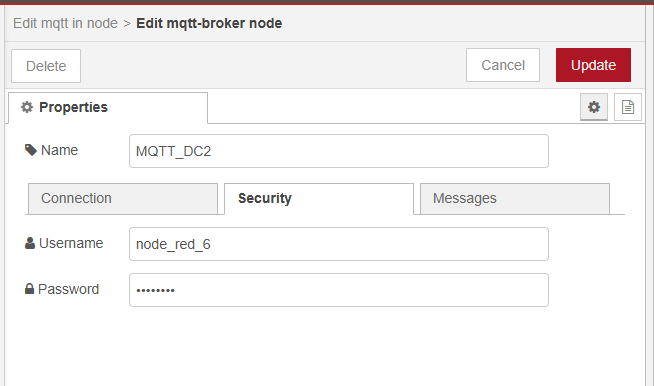 Edit mqtt in node > Edit mqtt-broker node
Delete Cancel Update
Properties
Name MQTT_DC2
Connection Security Messages
Username node_red_6
Password ••••••••